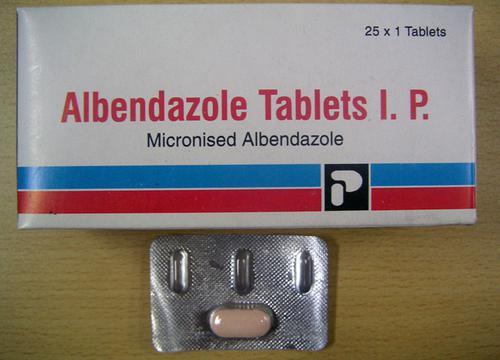 25 x 1 Tablets
Albendazole Tablets I. P.
Micronised Albendazole